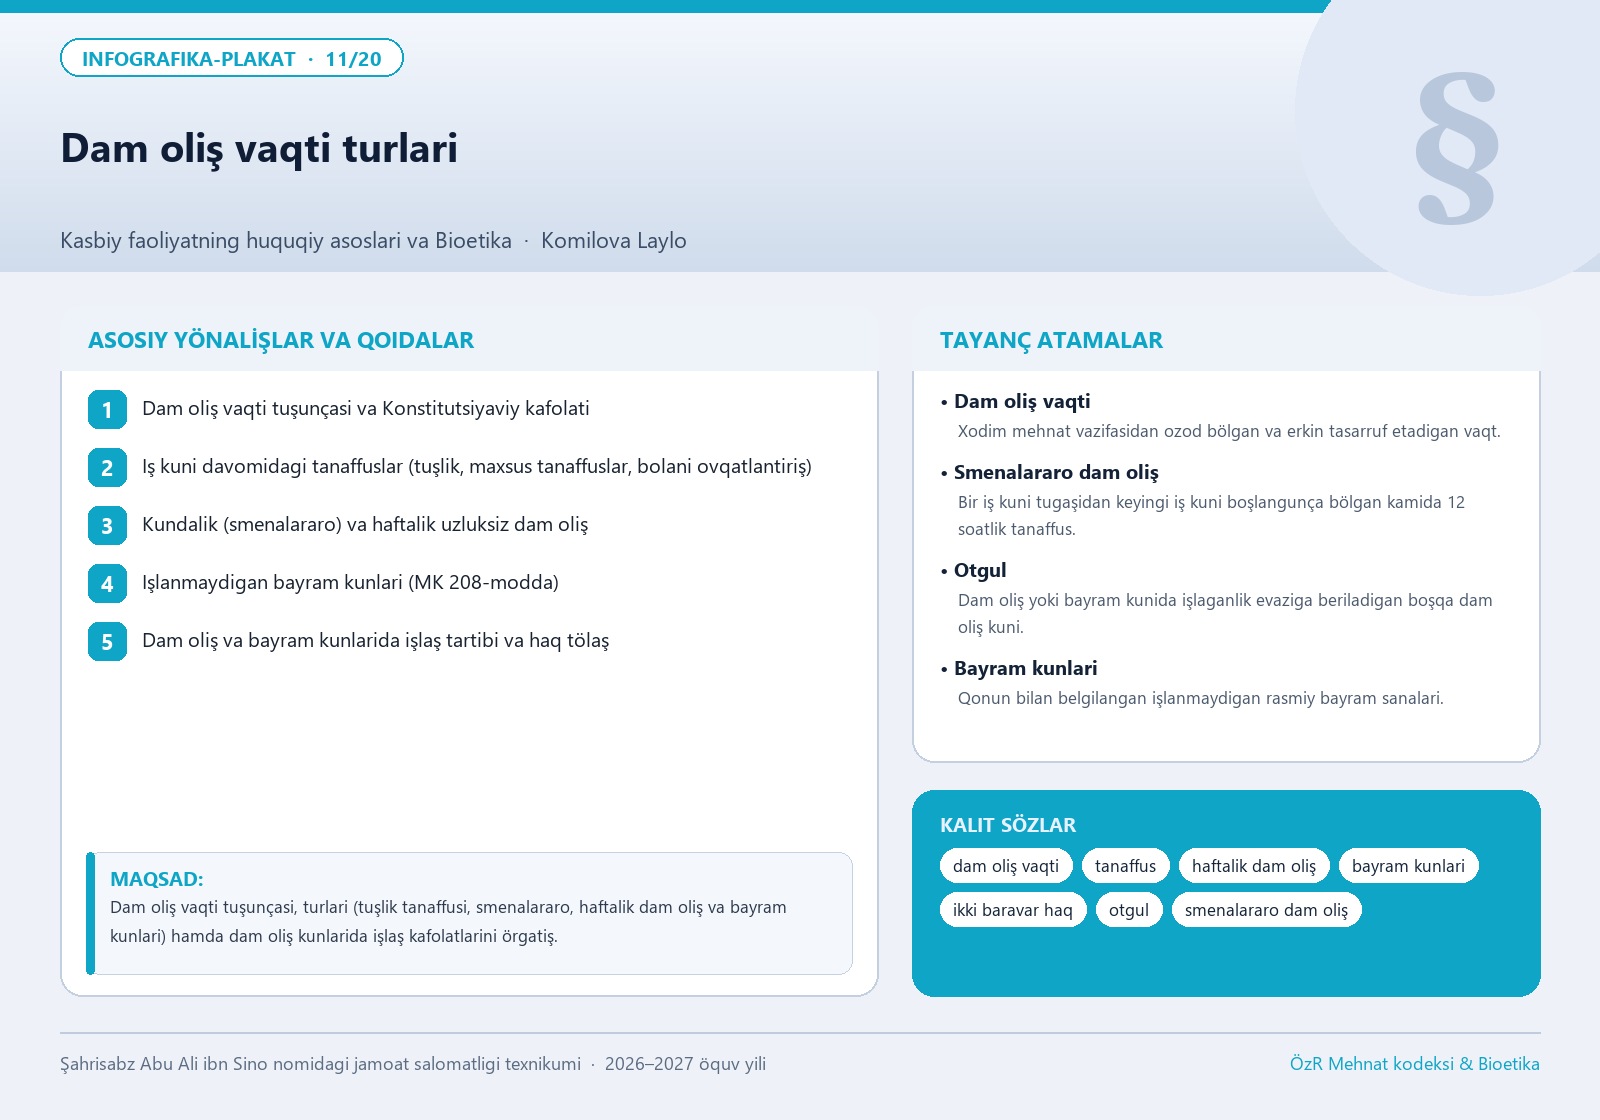 INFOGRAFIKA-PLAKAT · 11/20
§
Dam oliş vaqti turlari
Kasbiy faoliyatning huquqiy asoslari va Bioetika · Komilova Laylo
ASOSIY YÖNALİŞLAR VA QOIDALAR
1 Dam oliş vaqti tuşunçasi va Konstitutsiyaviy kafolati
2 Iş kuni davomidagi tanaffuslar (tuşlik, maxsus tanaffuslar, bolani ovqatlantiriş)
3 Kundalik (smenalararo) va haftalik uzluksiz dam oliş
4 Işlanmaydigan bayram kunlari (MK 208-modda)
5 Dam oliş va bayram kunlarida işlaş tartibi va haq tölaş
MAQSAD:
Dam oliş vaqti tuşunçasi, turlari (tuşlik tanaffusi, smenalararo, haftalik dam oliş va bayram
kunlari) hamda dam oliş kunlarida işlaş kafolatlarini örgatiş.
TAYANÇ ATAMALAR
• Dam oliş vaqti
Xodim mehnat vazifasidan ozod bölgan va erkin tasarruf etadigan vaqt.
• Smenalararo dam oliş
Bir iş kuni tugaşidan keyingi iş kuni boşlangunça bölgan kamida 12
soatlik tanaffus.
• Otgul
Dam oliş yoki bayram kunida işlaganlik evaziga beriladigan boşqa dam
oliş kuni.
• Bayram kunlari
Qonun bilan belgilangan işlanmaydigan rasmiy bayram sanalari.
KALIT SÖZLAR
dam oliş vaqti tanaffus haftalik dam oliş bayram kunlari
ikki baravar haq otgul smenalararo dam oliş
Şahrisabz Abu Ali ibn Sino nomidagi jamoat salomatligi texnikumi · 2026–2027 öquv yili
ÖzR Mehnat kodeksi & Bioetika